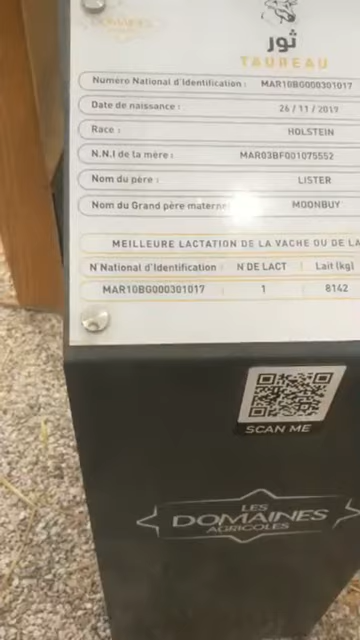 DOMAINES
ثور
TAUREAU
Numéro National d'Identification : MAR10BG000301017
Date de naissance : 26 / 11 / 2017
Race : HOLSTEIN
N.N.I de la mère : MAR03BF001075552
Nom du père : LISTER
Nom du Grand père materne MOONBUY
MEILLEURE LACTATION DE LA VACHE OU DE LA
N°National d'Identification N DE LACT Lait (kg)
MAR10BG000301017 1 8142
SCAN ME
LES
DOMAINES
AGRICOLES